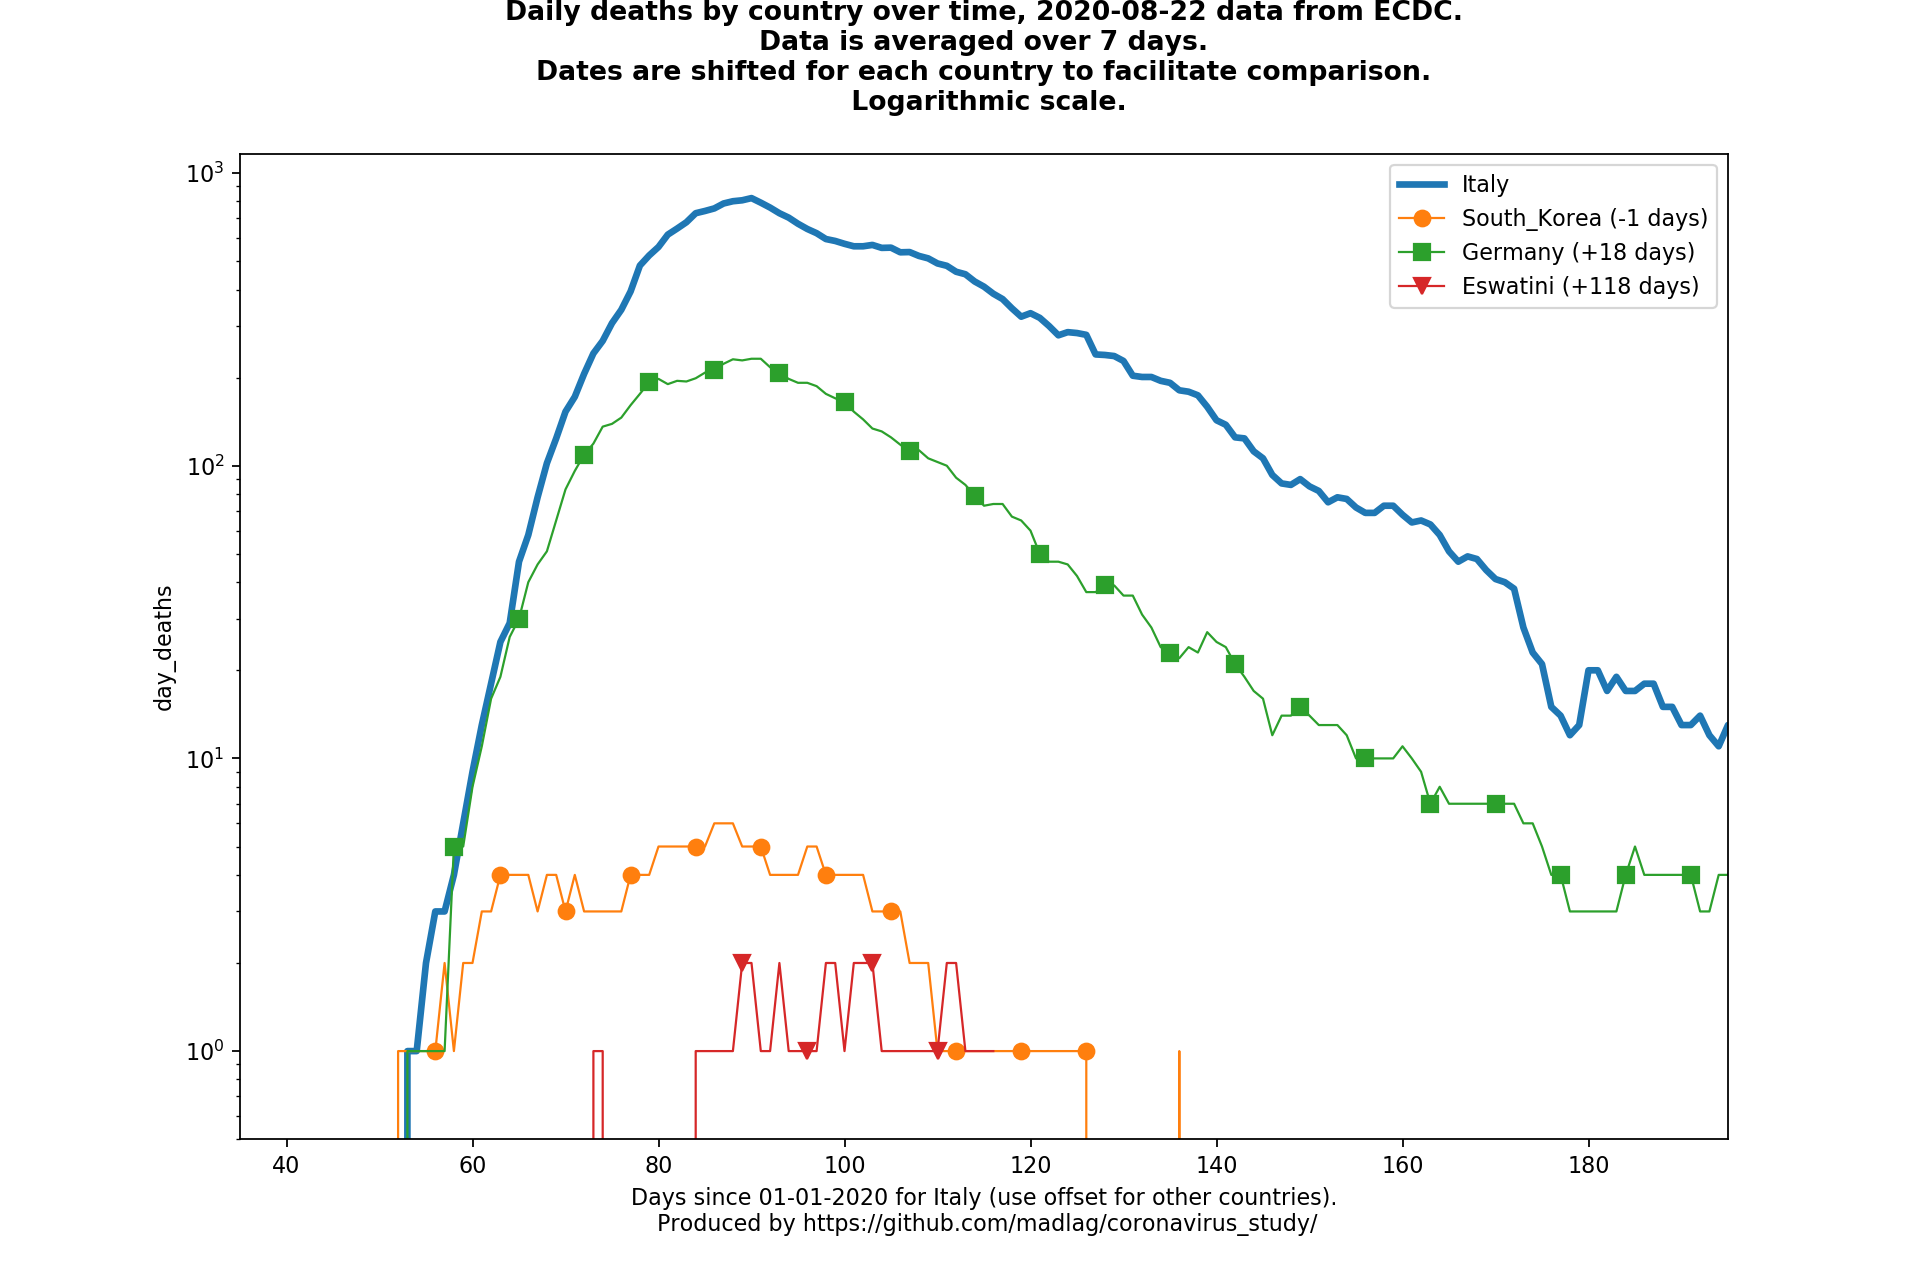 Daily deaths by country over time, 2020-08-22 data from ECDC.
Data is averaged over 7 days.
Dates are shifted for each country to facilitate comparison.
Logarithmic scale.
Italy
South_Korea (-1 days)
Germany (+18 days)
Eswatini (+118 days)
day_deaths
10³
10²
10¹
10⁰
40 60 80 100 120 140 160 180
Days since 01-01-2020 for Italy (use offset for other countries).
Produced by https://github.com/madlag/coronavirus_study/